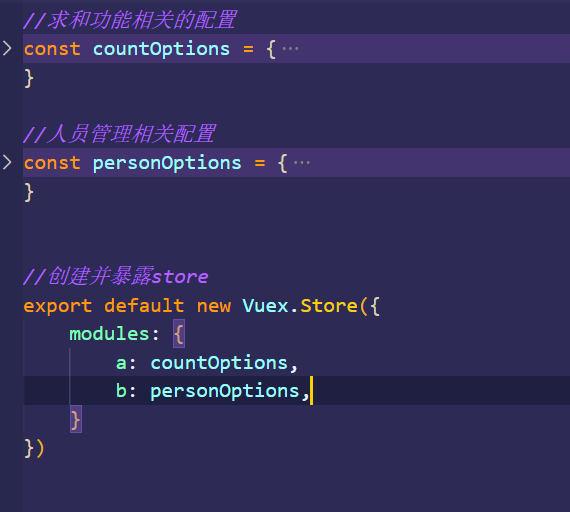 //求和功能相关的配置
const countOptions = {···
}
//人员管理相关配置
const personOptions = {···
}
//创建并暴露store
export default new Vuex.Store({
    modules: {
        a: countOptions,
        b: personOptions,
    }
})